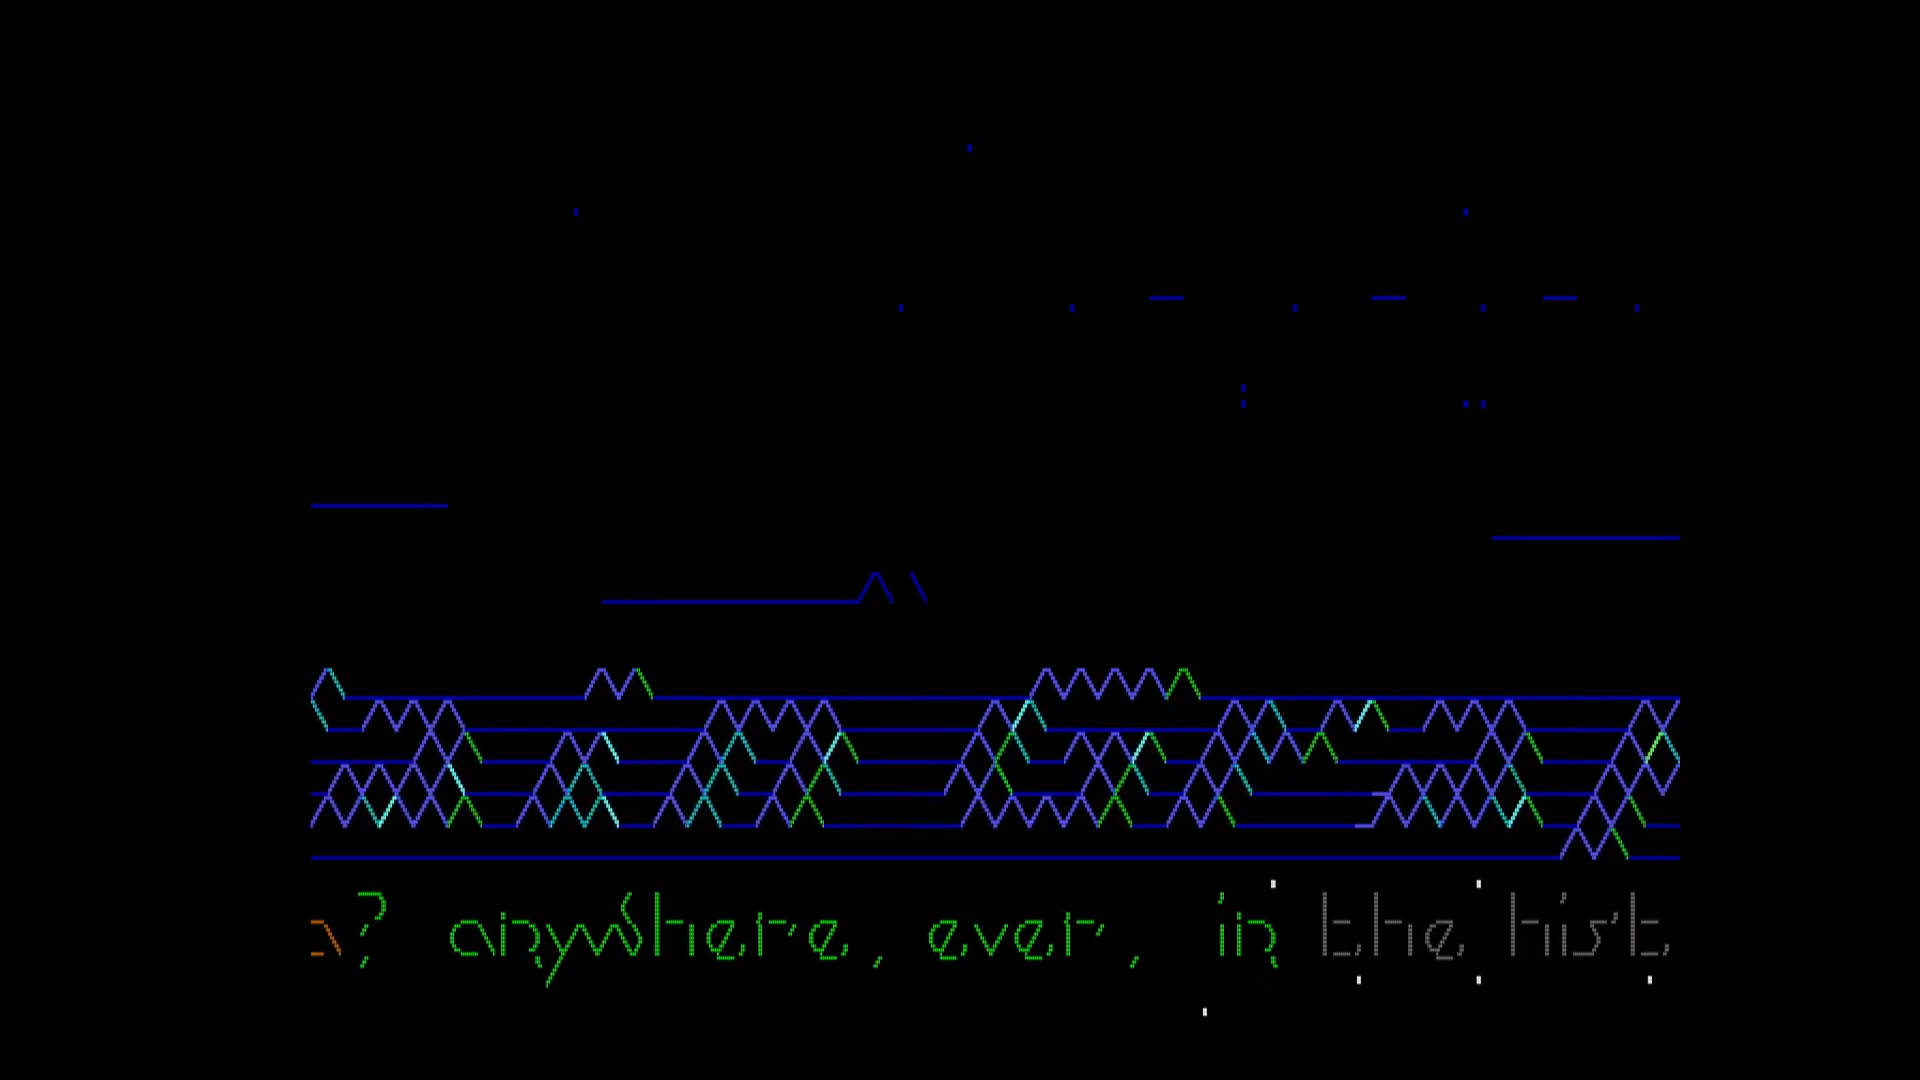 ? anywhere, ever, in the hist